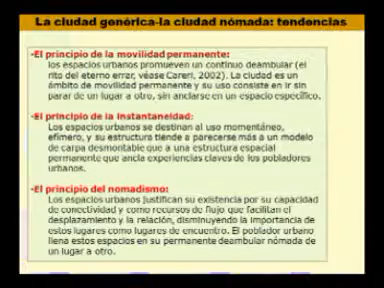 La ciudad genérica-la ciudad nómada: tendencias
-El principio de la movilidad permanente:
los espacios urbanos promueven un continuo deambular (el
rito del eterno errar, véase Careri, 2002). La ciudad es un
ámbito de movilidad permanente y su uso consiste en ir sin
parar de un lugar a otro, sin anclarse en un espacio específico.
-El principio de la instantaneidad:
Los espacios urbanos se destinan al uso momentáneo,
efímero, y su estructura tiende a parecerse más a un modelo
de carpa desmontable que a una estructura espacial
permanente que ancla experiencias claves de los pobladores
urbanos.
-El principio del nomadismo:
Los espacios urbanos justifican su existencia por su capacidad
de conectividad y como recursos de flujo que facilitan el
desplazamiento y la relación, disminuyendo la importancia de
estos lugares como lugares de encuentro. El poblador urbano
llena estos espacios en su permanente deambular nómada de
un lugar a otro.